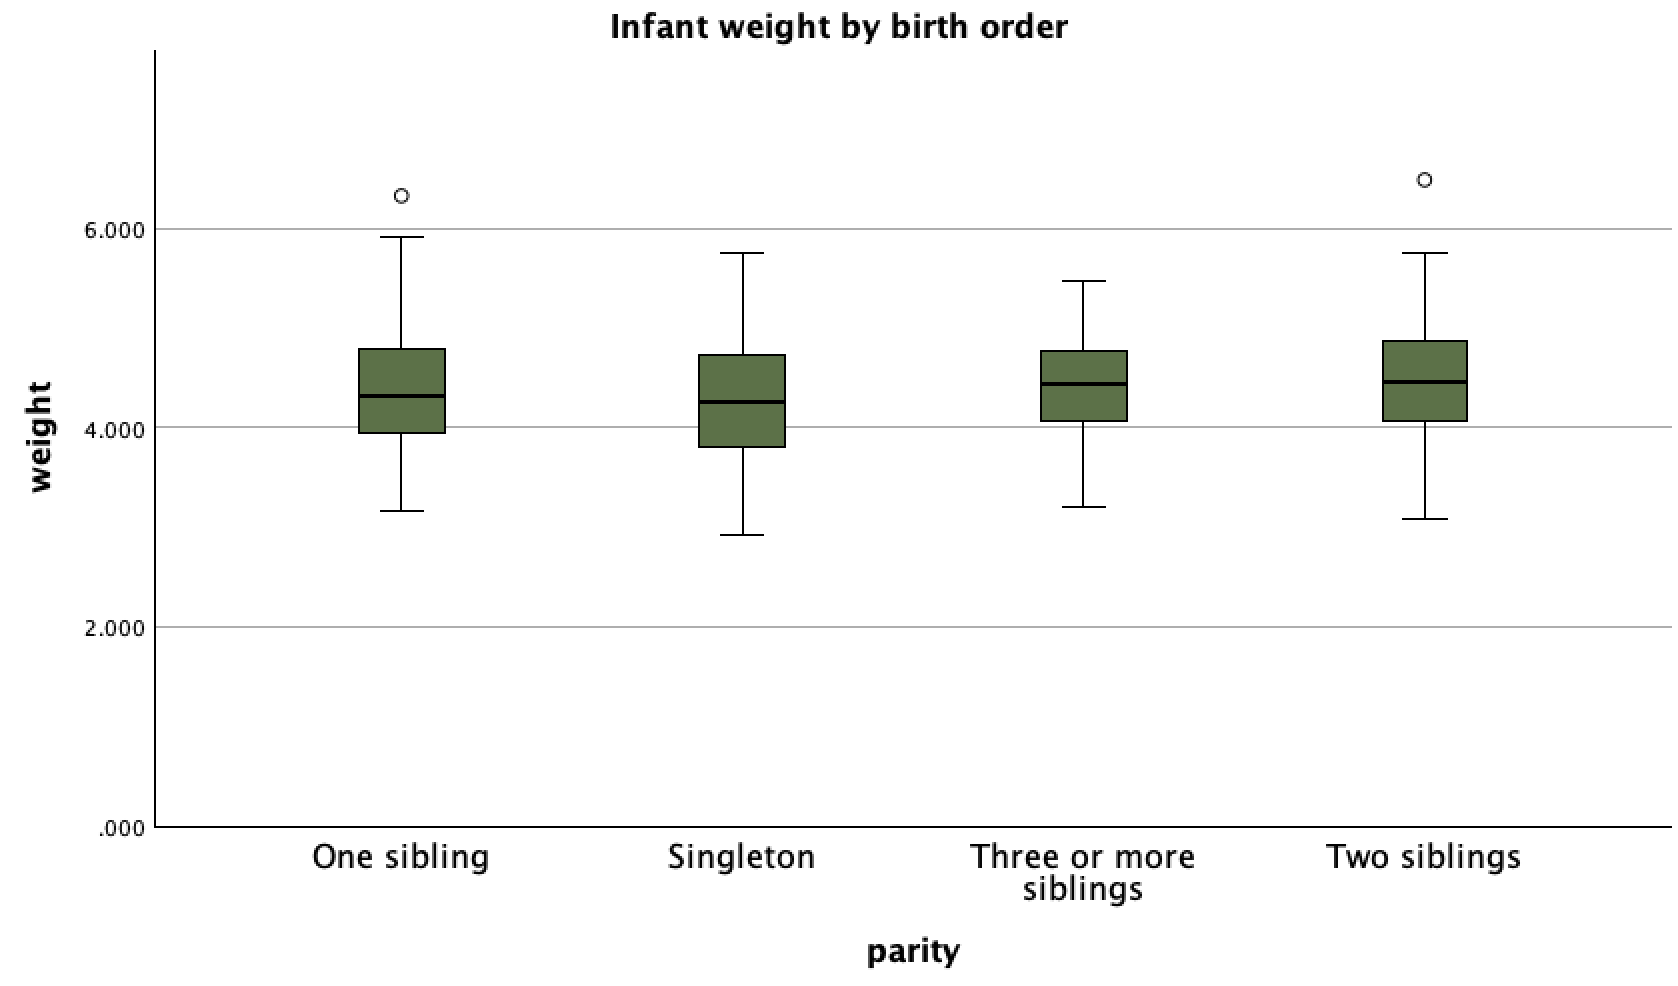 Infant weight by birth order
weight
6.000
4.000
2.000
.000
One sibling
Singleton
Three or more
siblings
Two siblings
parity